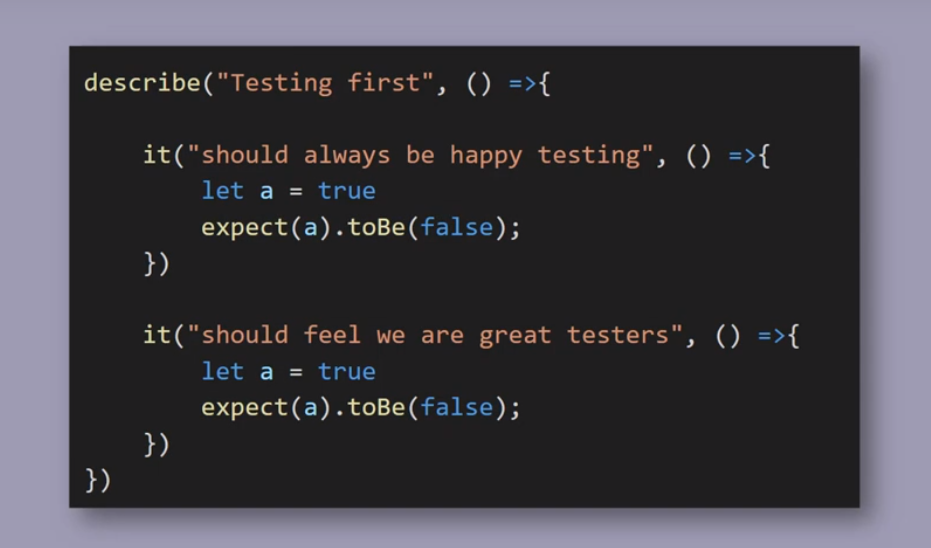 describe("Testing first", () =>{
it("should always be happy testing", () =>{
let a = true
expect(a).toBe(false);
})
it("should feel we are great testers", () =>{
let a = true
expect(a).toBe(false);
})
})